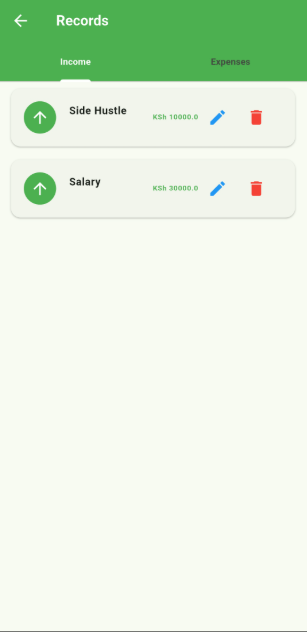 Records
Income
Expenses
Side Hustle
KSh 10000.0
Salary
KSh 30000.0